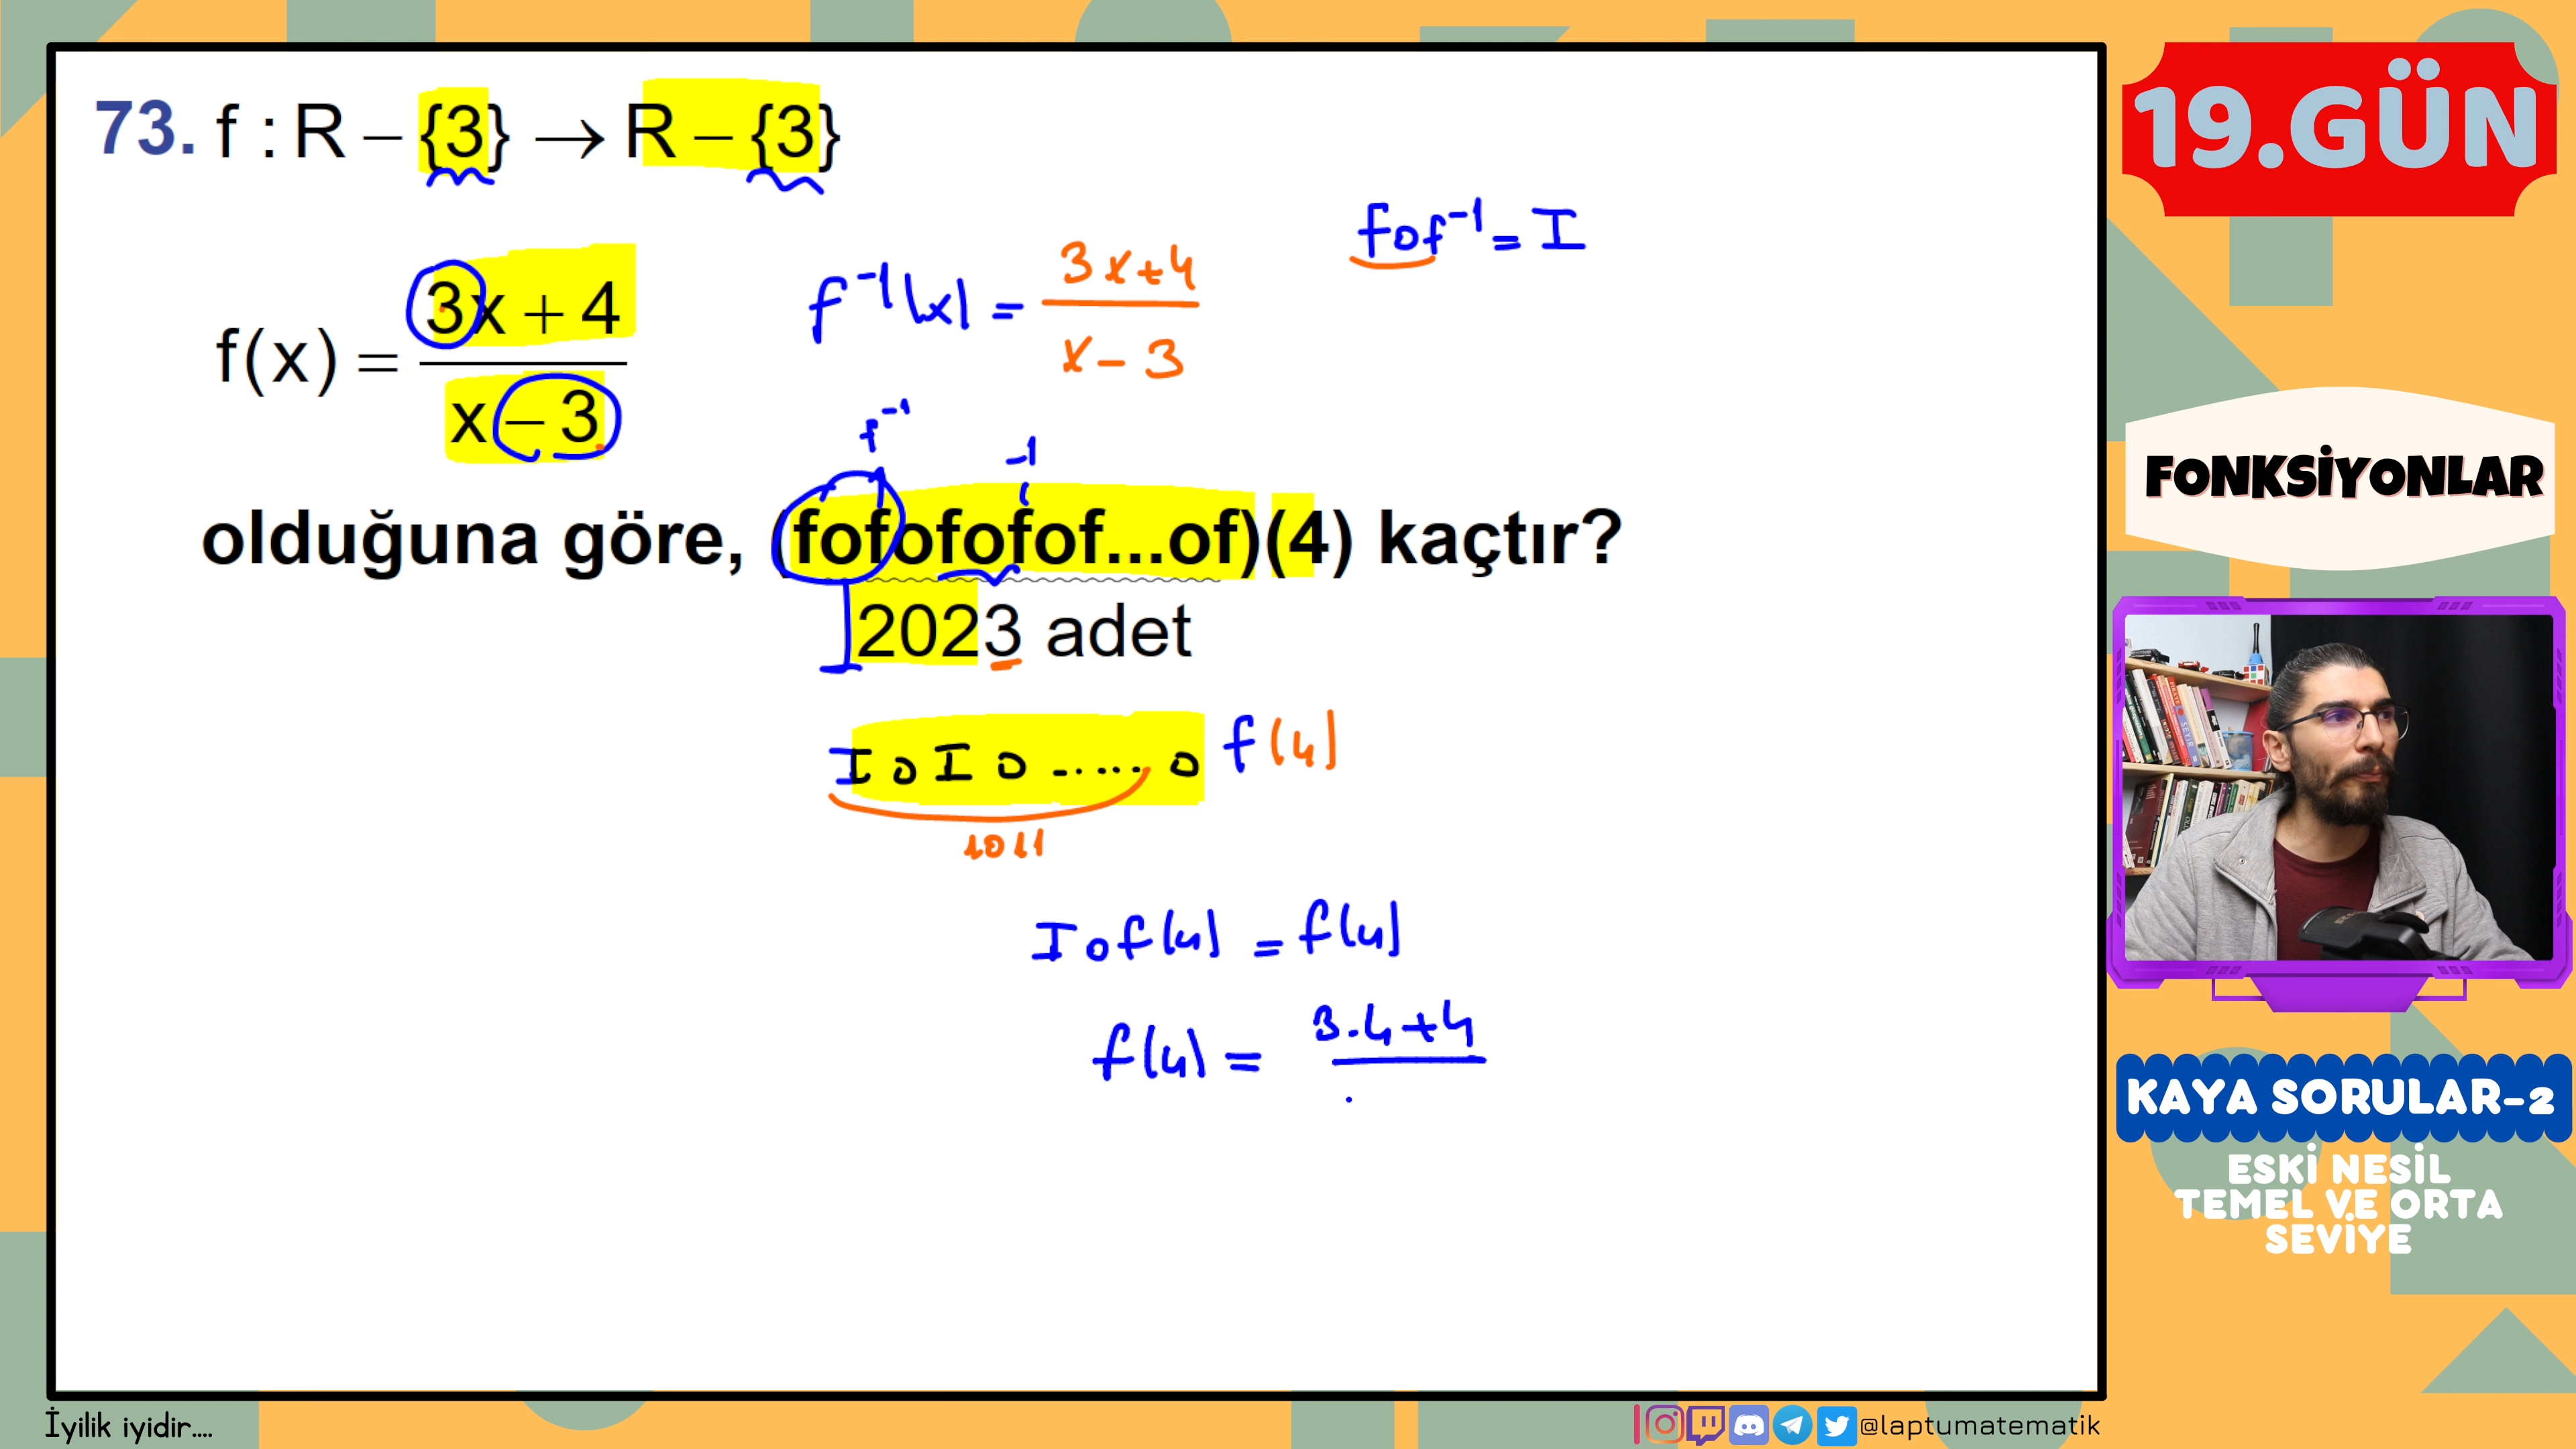 73. f : R – {3} → R – {3}
fof⁻¹ = I
f(x) = (3x + 4)/(x – 3)
f⁻¹(x) = (3x+4)/(x – 3)
f⁻¹
-1
olduğuna göre, (fofofofof...of)(4) kaçtır?
I
2023 adet
I o I o ...... o f(4)
1011
I o f(4) = f(4)
f(4) = 3.4+4
19.GÜN
FONKSİYONLAR
KAYA SORULAR-2
ESKİ NESİL
TEMEL VE ORTA
SEVİYE
İyilik iyidir....
@laptumatematik